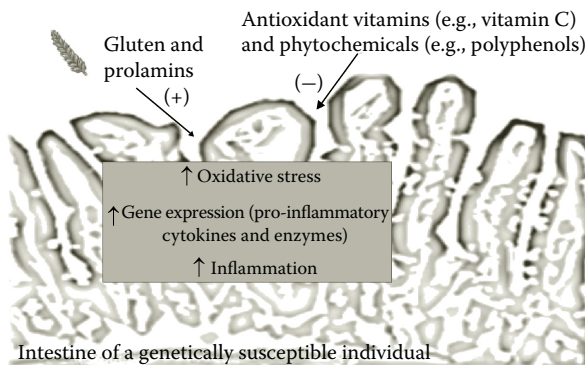 Gluten and
prolamins
(+)
Antioxidant vitamins (e.g., vitamin C)
and phytochemicals (e.g., polyphenols)
(—)
↑ Oxidative stress
↑ Gene expression (pro-inflammatory
cytokines and enzymes)
↑ Inflammation
Intestine of a genetically susceptible individual